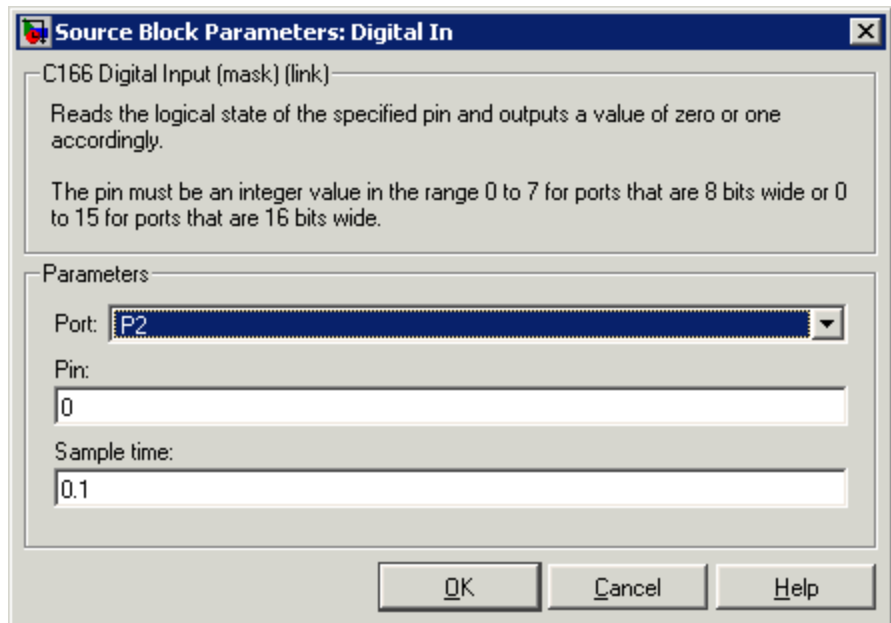 Source Block Parameters: Digital In
C166 Digital Input (mask) (link)
Reads the logical state of the specified pin and outputs a value of zero or one
accordingly.
The pin must be an integer value in the range 0 to 7 for ports that are 8 bits wide or 0
to 15 for ports that are 16 bits wide.
Parameters
Port: P2
Pin:
0
Sample time:
0.1
OK Cancel Help